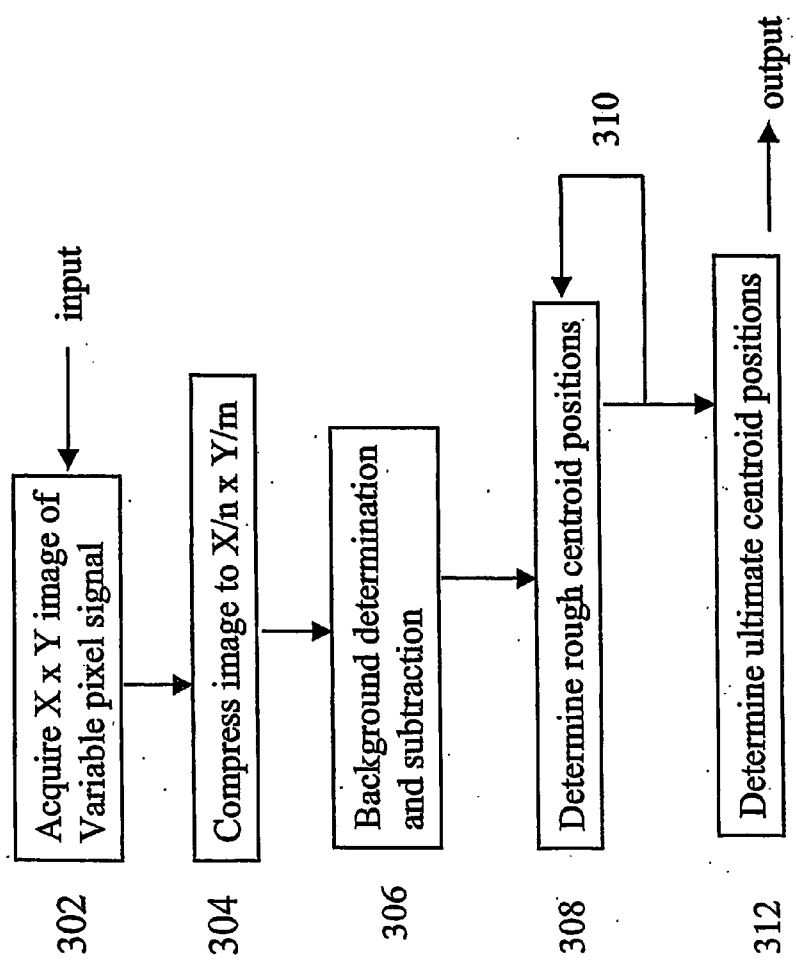 input
302
Acquire X x Y image of
Variable pixel signal
304
Compress image to X/n x Y/m
306
Background determination
and subtraction
308
Determine rough centroid positions
310
312
Determine ultimate centroid positions
output